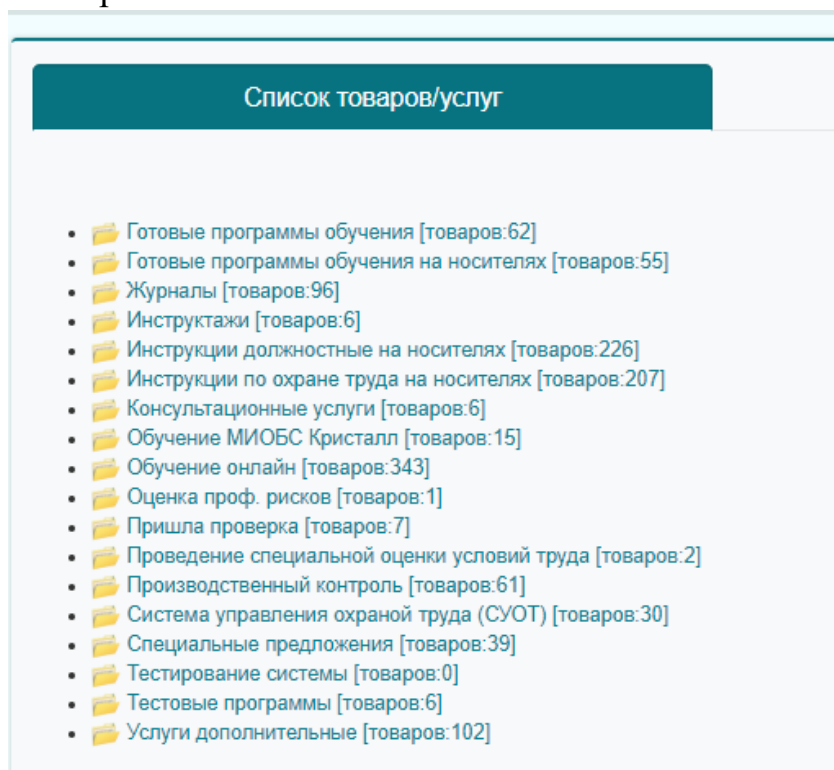 Список товаров/услуг
Готовые программы обучения [товаров:62]
Готовые программы обучения на носителях [товаров:55]
Журналы [товаров:96]
Инструктажи [товаров:6]
Инструкции должностные на носителях [товаров:226]
Инструкции по охране труда на носителях [товаров:207]
Консультационные услуги [товаров:6]
Обучение МИОБС Кристалл [товаров:15]
Обучение онлайн [товаров:343]
Оценка проф. рисков [товаров:1]
Пришла проверка [товаров:7]
Проведение специальной оценки условий труда [товаров:2]
Производственный контроль [товаров:61]
Система управления охраной труда (СУОТ) [товаров:30]
Специальные предложения [товаров:39]
Тестирование системы [товаров:0]
Тестовые программы [товаров:6]
Услуги дополнительные [товаров:102]